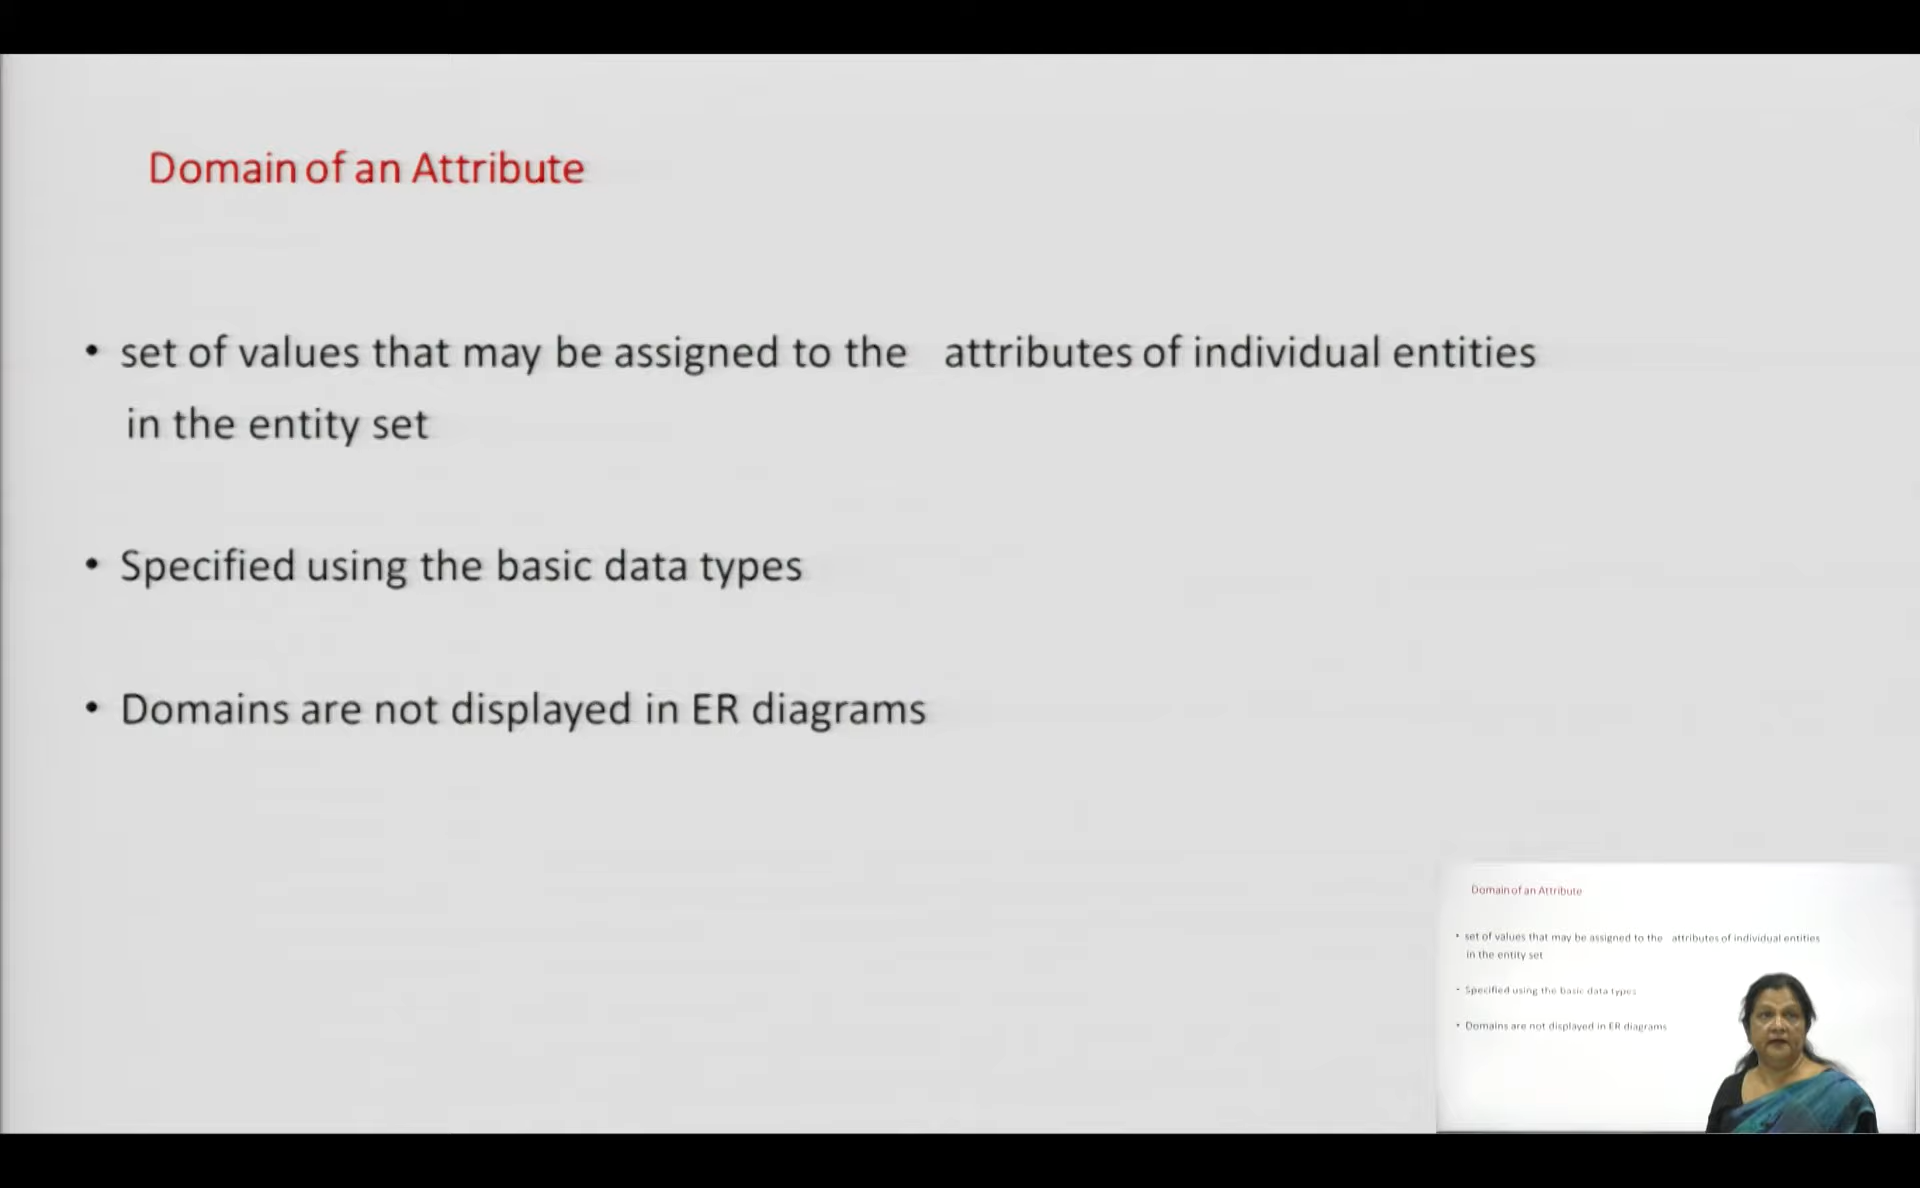 Domain of an Attribute
• set of values that may be assigned to the attributes of individual entities
in the entity set
• Specified using the basic data types
• Domains are not displayed in ER diagrams
Domain of an Attribute
• set of values that may be assigned to the attributes of individual entities
in the entity set
• Specified using the basic data types
• Domains are not displayed in ER diagrams